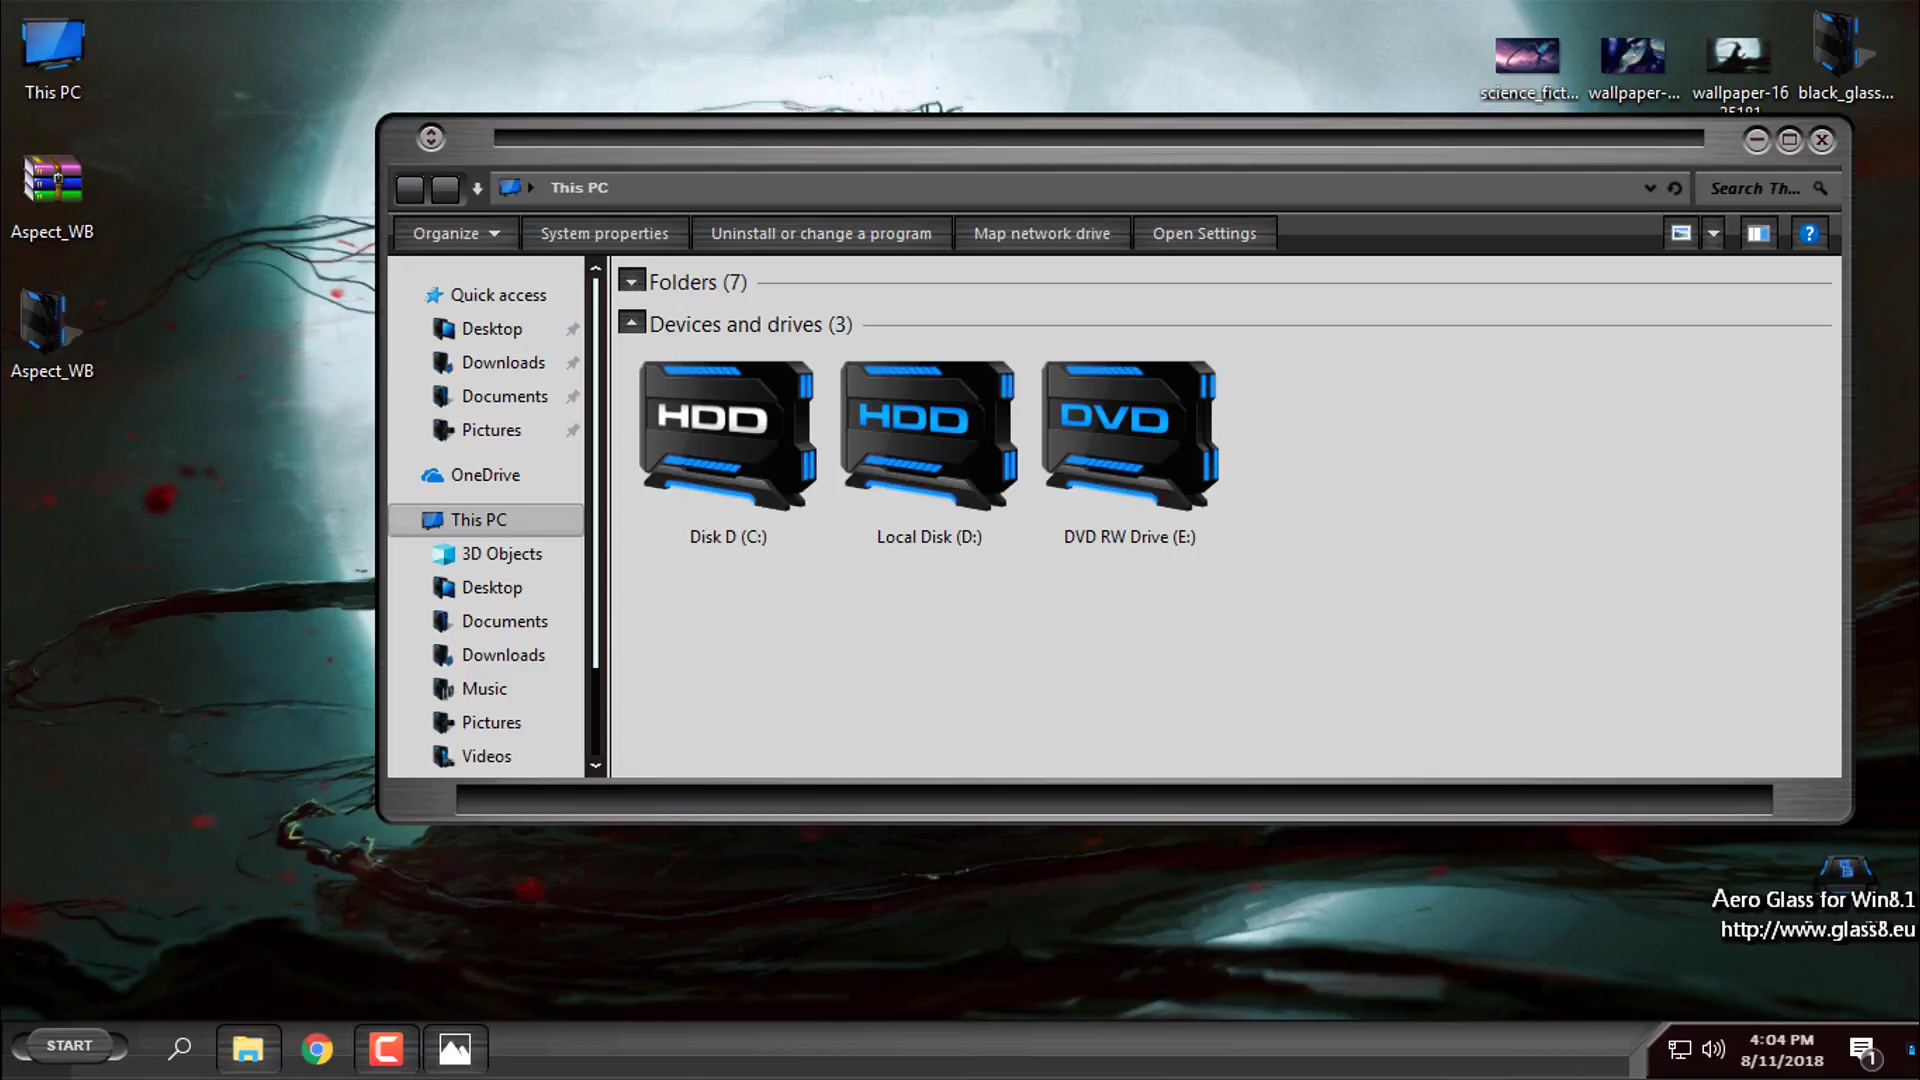 This PC
Aspect_WB
Aspect_WB
science_fict...
wallpaper-...
wallpaper-16
25181
black_glass...
This PC
Search Th...
Organize
System properties
Uninstall or change a program
Map network drive
Open Settings
?
Quick access
Desktop
Downloads
Documents
Pictures
OneDrive
This PC
3D Objects
Desktop
Documents
Downloads
Music
Pictures
Videos
Folders (7)
Devices and drives (3)
HDD
HDD
DVD
Disk D (C:)
Local Disk (D:)
DVD RW Drive (E:)
Aero Glass for Win8.1
http://www.glass8.eu
START
4:04 PM
8/11/2018
1